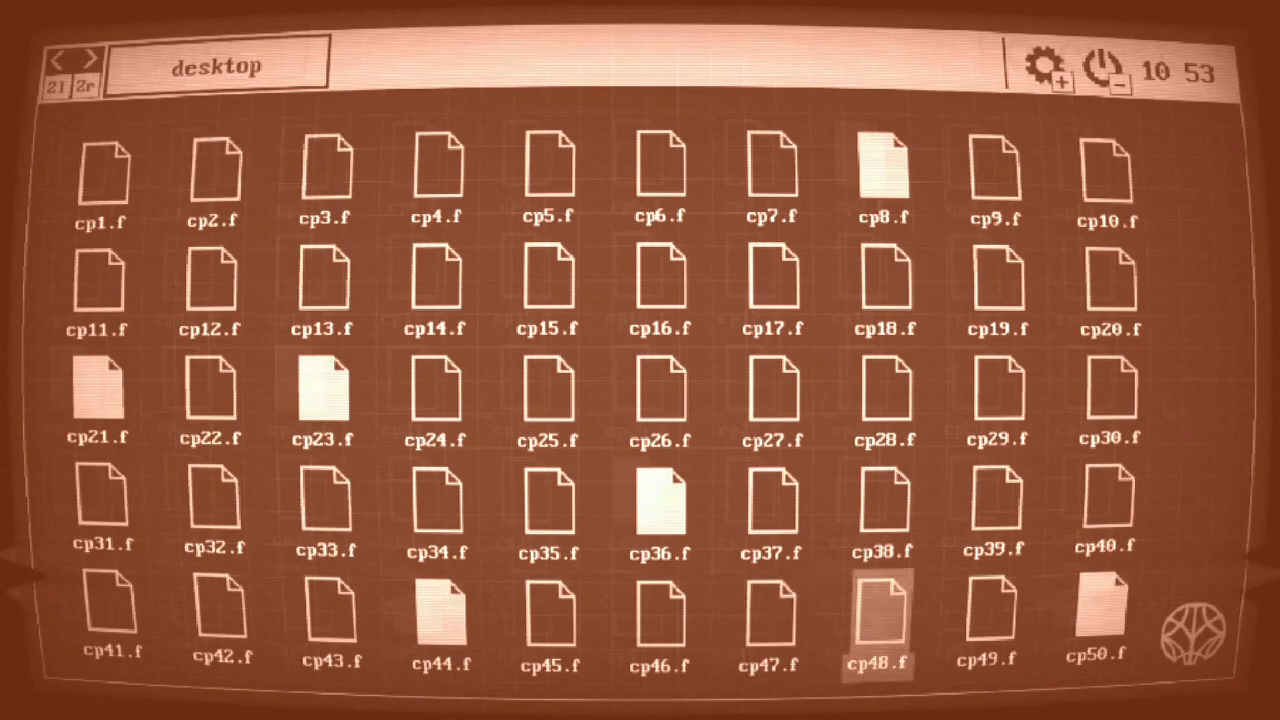 desktop
Zl Zr
+ -
10 53
cp1.f cp2.f cp3.f cp4.f cp5.f cp6.f cp7.f cp8.f cp9.f cp10.f
cp11.f cp12.f cp13.f cp14.f cp15.f cp16.f cp17.f cp18.f cp19.f cp20.f
cp21.f cp22.f cp23.f cp24.f cp25.f cp26.f cp27.f cp28.f cp29.f cp30.f
cp31.f cp32.f cp33.f cp34.f cp35.f cp36.f cp37.f cp38.f cp39.f cp40.f
cp41.f cp42.f cp43.f cp44.f cp45.f cp46.f cp47.f cp48.f cp49.f cp50.f